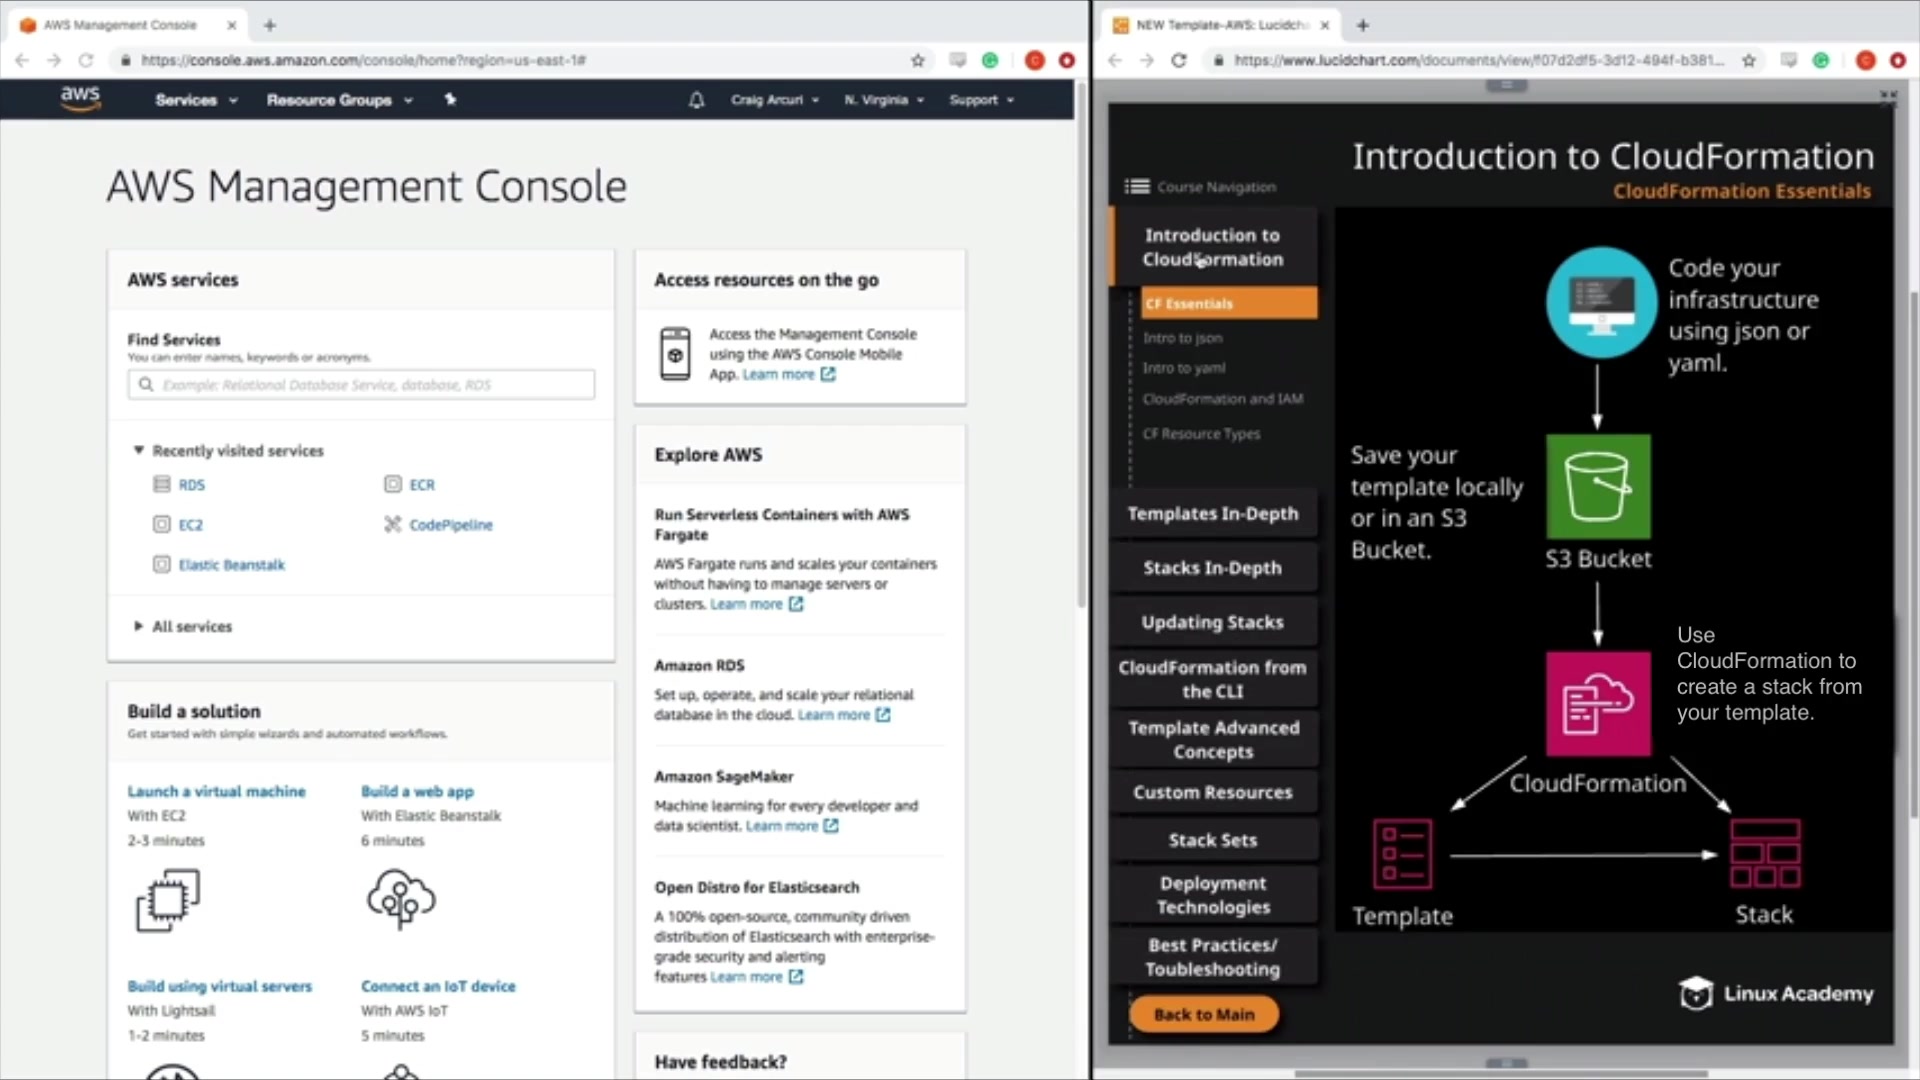 AWS Management Console
https://console.aws.amazon.com/console/home?region=us-east-1#
aws
Services
Resource Groups
Craig Arcuri
N. Virginia
Support
AWS Management Console
AWS services
Find Services
You can enter names, keywords or acronyms.
Example: Relational Database Service, database, RDS
Recently visited services
RDS
ECR
EC2
CodePipeline
Elastic Beanstalk
All services
Build a solution
Get started with simple wizards and automated workflows.
Launch a virtual machine
With EC2
2-3 minutes
Build a web app
With Elastic Beanstalk
6 minutes
Build using virtual servers
With Lightsail
1-2 minutes
Connect an IoT device
With AWS IoT
5 minutes
Access resources on the go
Access the Management Console
using the AWS Console Mobile
App. Learn more
Explore AWS
Run Serverless Containers with AWS
Fargate
AWS Fargate runs and scales your containers
without having to manage servers or
clusters. Learn more
Amazon RDS
Set up, operate, and scale your relational
database in the cloud. Learn more
Amazon SageMaker
Machine learning for every developer and
data scientist. Learn more
Open Distro for Elasticsearch
A 100% open-source, community driven
distribution of Elasticsearch with enterprise-
grade security and alerting
features Learn more
Have feedback?
NEW Template-AWS: Lucidch
https://www.lucidchart.com/documents/view/f07d2df5-3d12-494f-b381...
Introduction to CloudFormation
CloudFormation Essentials
Course Navigation
Introduction to
CloudFormation
CF Essentials
Intro to json
Intro to yaml
CloudFormation and IAM
CF Resource Types
Templates In-Depth
Stacks In-Depth
Updating Stacks
CloudFormation from
the CLI
Template Advanced
Concepts
Custom Resources
Stack Sets
Deployment
Technologies
Best Practices/
Toubleshooting
Back to Main
Code your
infrastructure
using json or
yaml.
Save your
template locally
or in an S3
Bucket.
S3 Bucket
Use
CloudFormation to
create a stack from
your template.
CloudFormation
Template
Stack
Linux Academy